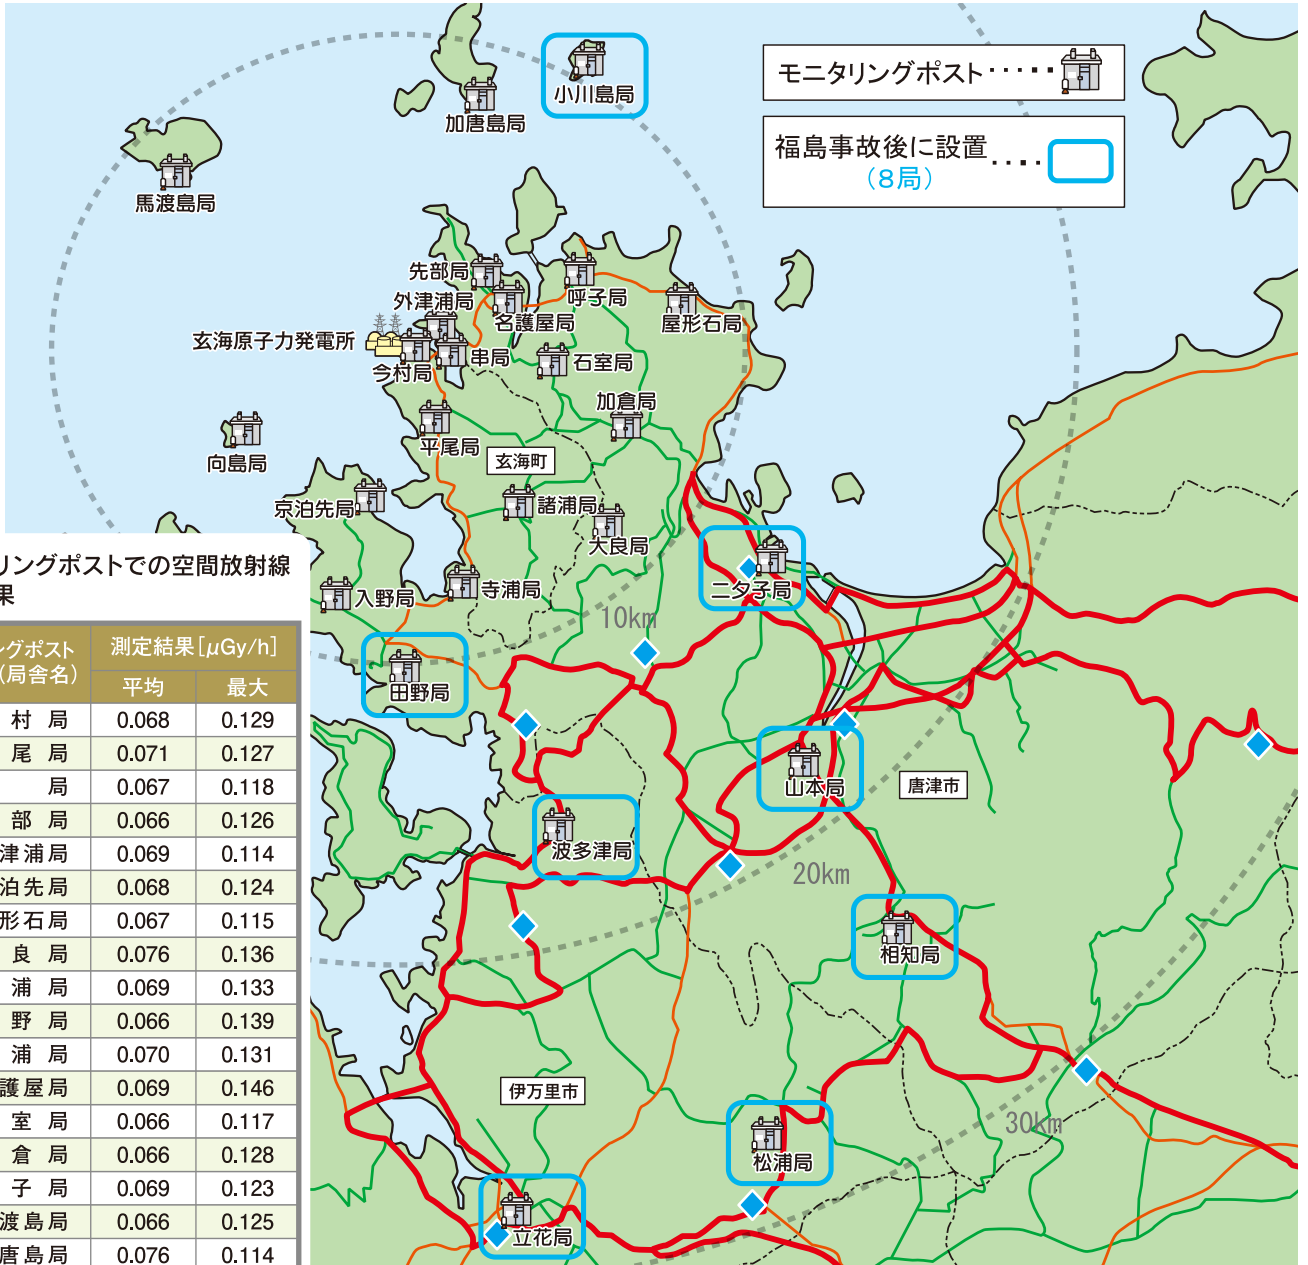 モニタリングポスト・・・・・
福島事故後に設置・・・・
(8局)
小川島局
加唐島局
馬渡島局
先部局
呼子局
外津浦局
名護屋局
屋形石局
玄海原子力発電所
串局
石室局
今村局
加倉局
平尾局
向島局
玄海町
京泊先局
諸浦局
大良局
二タ子局
入野局
寺浦局
10km
田野局
山本局
唐津市
波多津局
20km
相知局
伊万里市
30km
松浦局
立花局
リングポストでの空間放射線
果
ングポスト
(局舎名)
測定結果[μGy/h]
平均 最大
村局 0.068 0.129
尾局 0.071 0.127
局 0.067 0.118
部局 0.066 0.126
津浦局 0.069 0.114
泊先局 0.068 0.124
形石局 0.067 0.115
良局 0.076 0.136
浦局 0.069 0.133
野局 0.066 0.139
浦局 0.070 0.131
護屋局 0.069 0.146
室局 0.066 0.117
倉局 0.066 0.128
子局 0.069 0.123
渡島局 0.066 0.125
唐島局 0.076 0.114